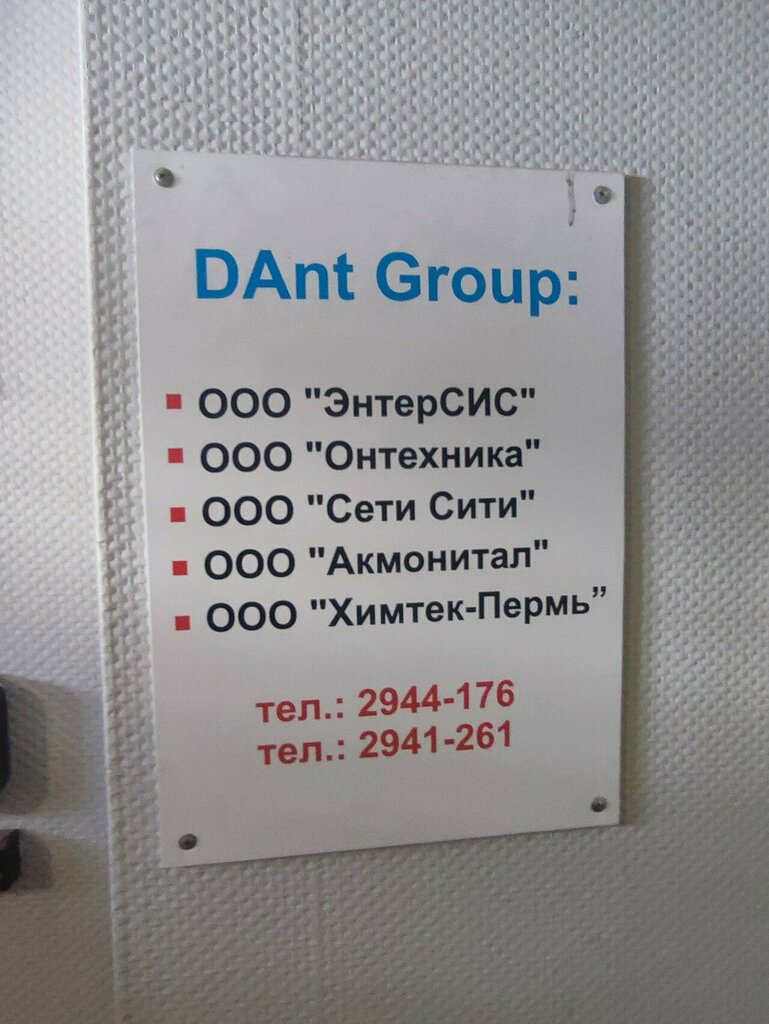 DAnt Group:
▪ ООО "ЭнтерСИС"
▪ ООО "Онтехника"
▪ ООО "Сети Сити"
▪ ООО "Акмонитал"
▪ ООО "Химтек-Пермь”
тел.: 2944-176
тел.: 2941-261